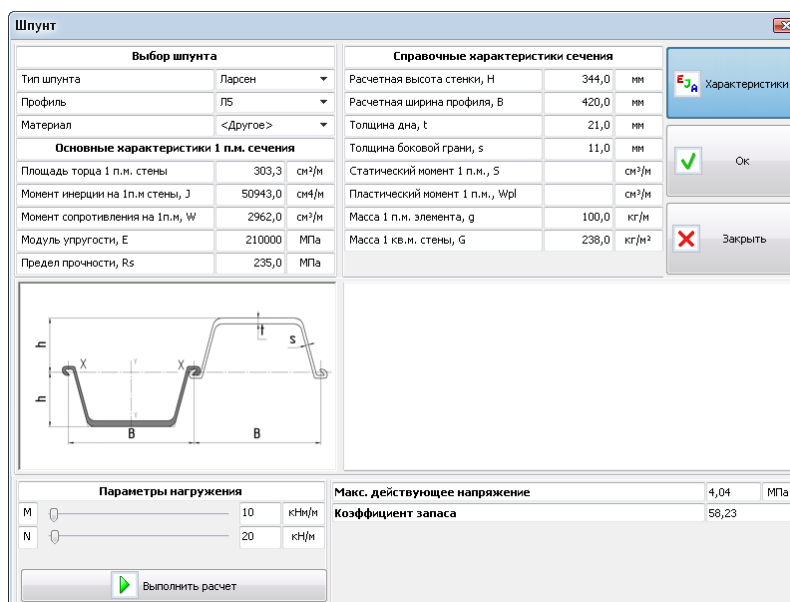 Шпунт
Выбор шпунта
Тип шпунта Ларсен
Профиль Л5
Материал <Другое>
Основные характеристики 1 п.м. сечения
Площадь торца 1 п.м. стены 303,3 см²/м
Момент инерции на 1п.м стены, J 50943,0 см4/м
Момент сопротивления на 1п.м, W 2962,0 см³/м
Модуль упругости, E 210000 МПа
Предел прочности, Rs 235,0 МПа
Справочные характеристики сечения
Расчетная высота стенки, H 344,0 мм
Расчетная ширина профиля, B 420,0 мм
Толщина дна, t 21,0 мм
Толщина боковой грани, s 11,0 мм
Статический момент 1 п.м., S см³/м
Пластический момент 1 п.м., Wpl см³/м
Масса 1 п.м. элемента, g 100,0 кг/м
Масса 1 кв.м. стены, G 238,0 кг/м²
EJA Характеристики
Ок
Закрыть
h
h
X
Y
X
Y
t
s
B
B
Параметры нагружения
M 10 кНм/м
N 20 кН/м
Выполнить расчет
Макс. действующее напряжение 4,04 МПа
Коэффициент запаса 58,23